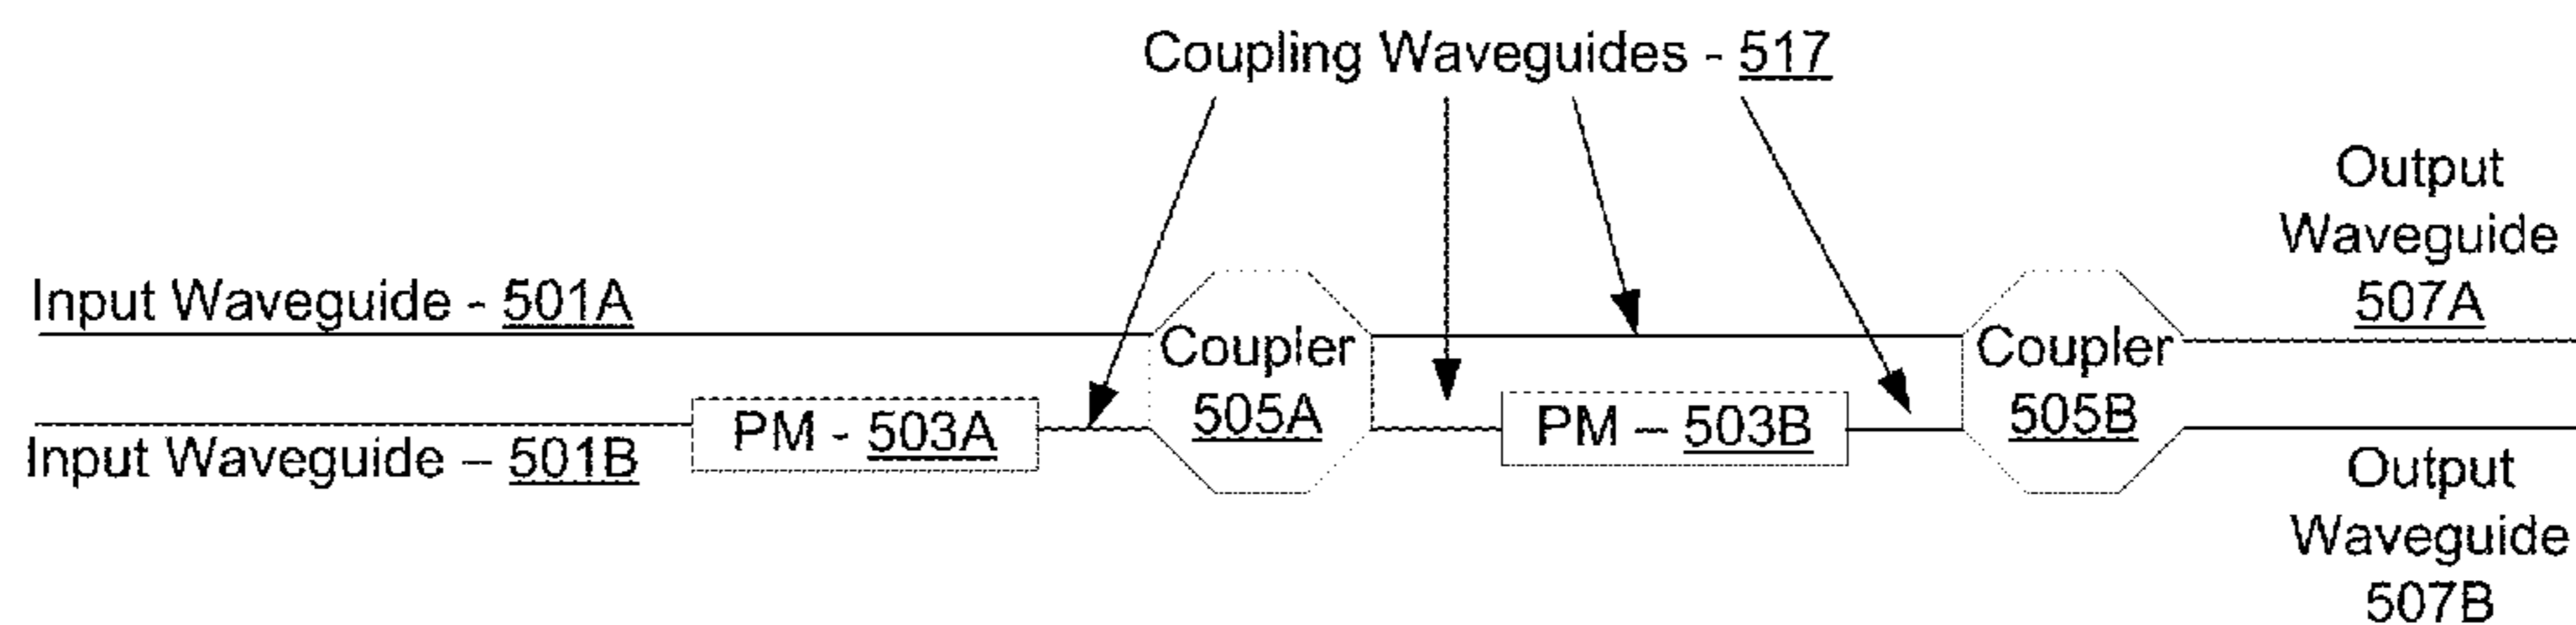 Coupling Waveguides - 517
Output
Waveguide
507A
Input Waveguide - 501A
Coupler
505A
Coupler
505B
PM - 503A
PM – 503B
Input Waveguide – 501B
Output
Waveguide
507B